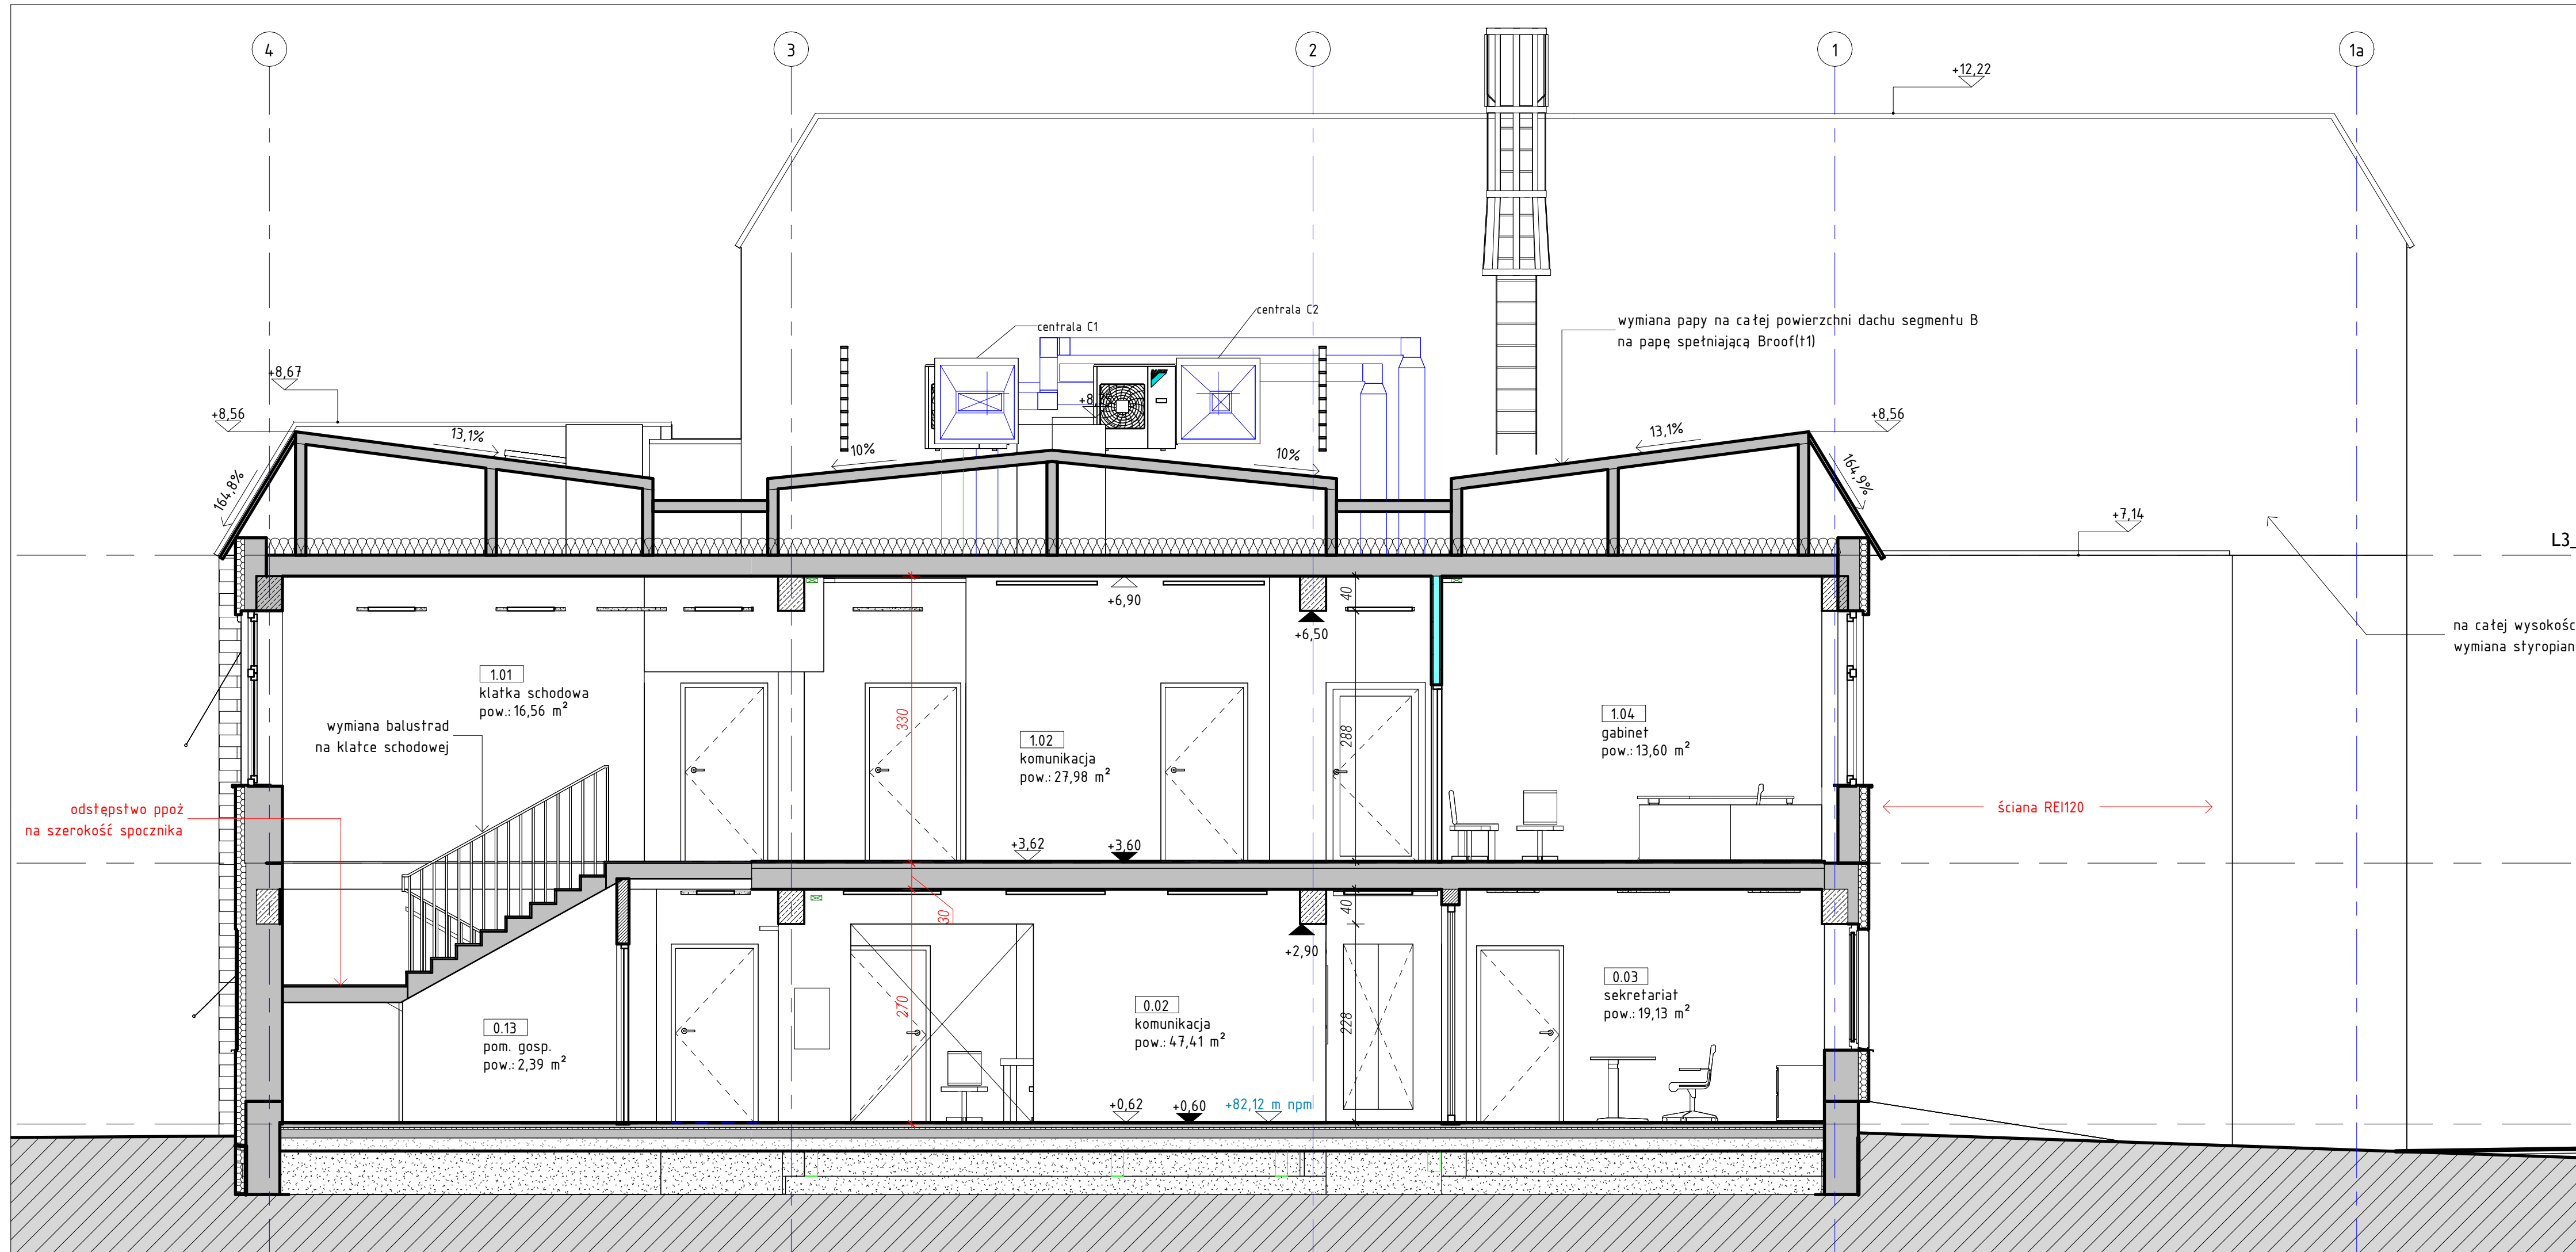 4
3
2
1
1a
+12,22
centrala C1
centrala C2
wymiana papy na całej powierzchni dachu segmentu B
na papę spełniającą Broof(t1)
+8,67
+8,56
+8,56
13,1%
10%
10%
13,1%
164,8%
164,9%
DAIKIN
+7,14
L3_
+6,90
+6,50
40
na całej wysokośc
wymiana styropian
1.01
klatka schodowa
pow.: 16,56 m²
wymiana balustrad
na klatce schodowej
330
288
1.02
komunikacja
pow.: 27,98 m²
1.04
gabinet
pow.: 13,60 m²
odstępstwo ppoż
na szerokość spocznika
ściana REI120
+3,62
+3,60
30
40
+2,90
270
228
0.13
pom. gosp.
pow.: 2,39 m²
0.02
komunikacja
pow.: 47,41 m²
0.03
sekretariat
pow.: 19,13 m²
+0,62
+0,60
+82,12 m npm